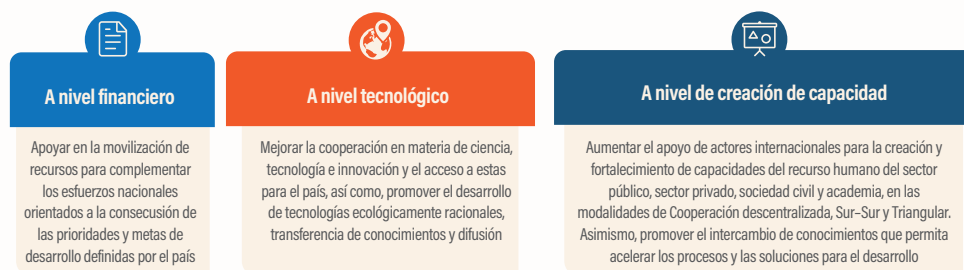 A nivel financiero
Apoyar en la movilización de
recursos para complementar
los esfuerzos nacionales
orientados a la consecusión de
las prioridades y metas de
desarrollo definidas por el país
A nivel tecnológico
Mejorar la cooperación en materia de ciencia,
tecnología e innovación y el acceso a estas
para el país, así como, promover el desarrollo
de tecnologías ecológicamente racionales,
transferencia de conocimientos y difusión
A nivel de creación de capacidad
Aumentar el apoyo de actores internacionales para la creación y
fortalecimiento de capacidades del recurso humano del sector
público, sector privado, sociedad civil y academia, en las
modalidades de Cooperación descentralizada, Sur–Sur y Triangular.
Asimismo, promover el intercambio de conocimientos que permita
acelerar los procesos y las soluciones para el desarrollo